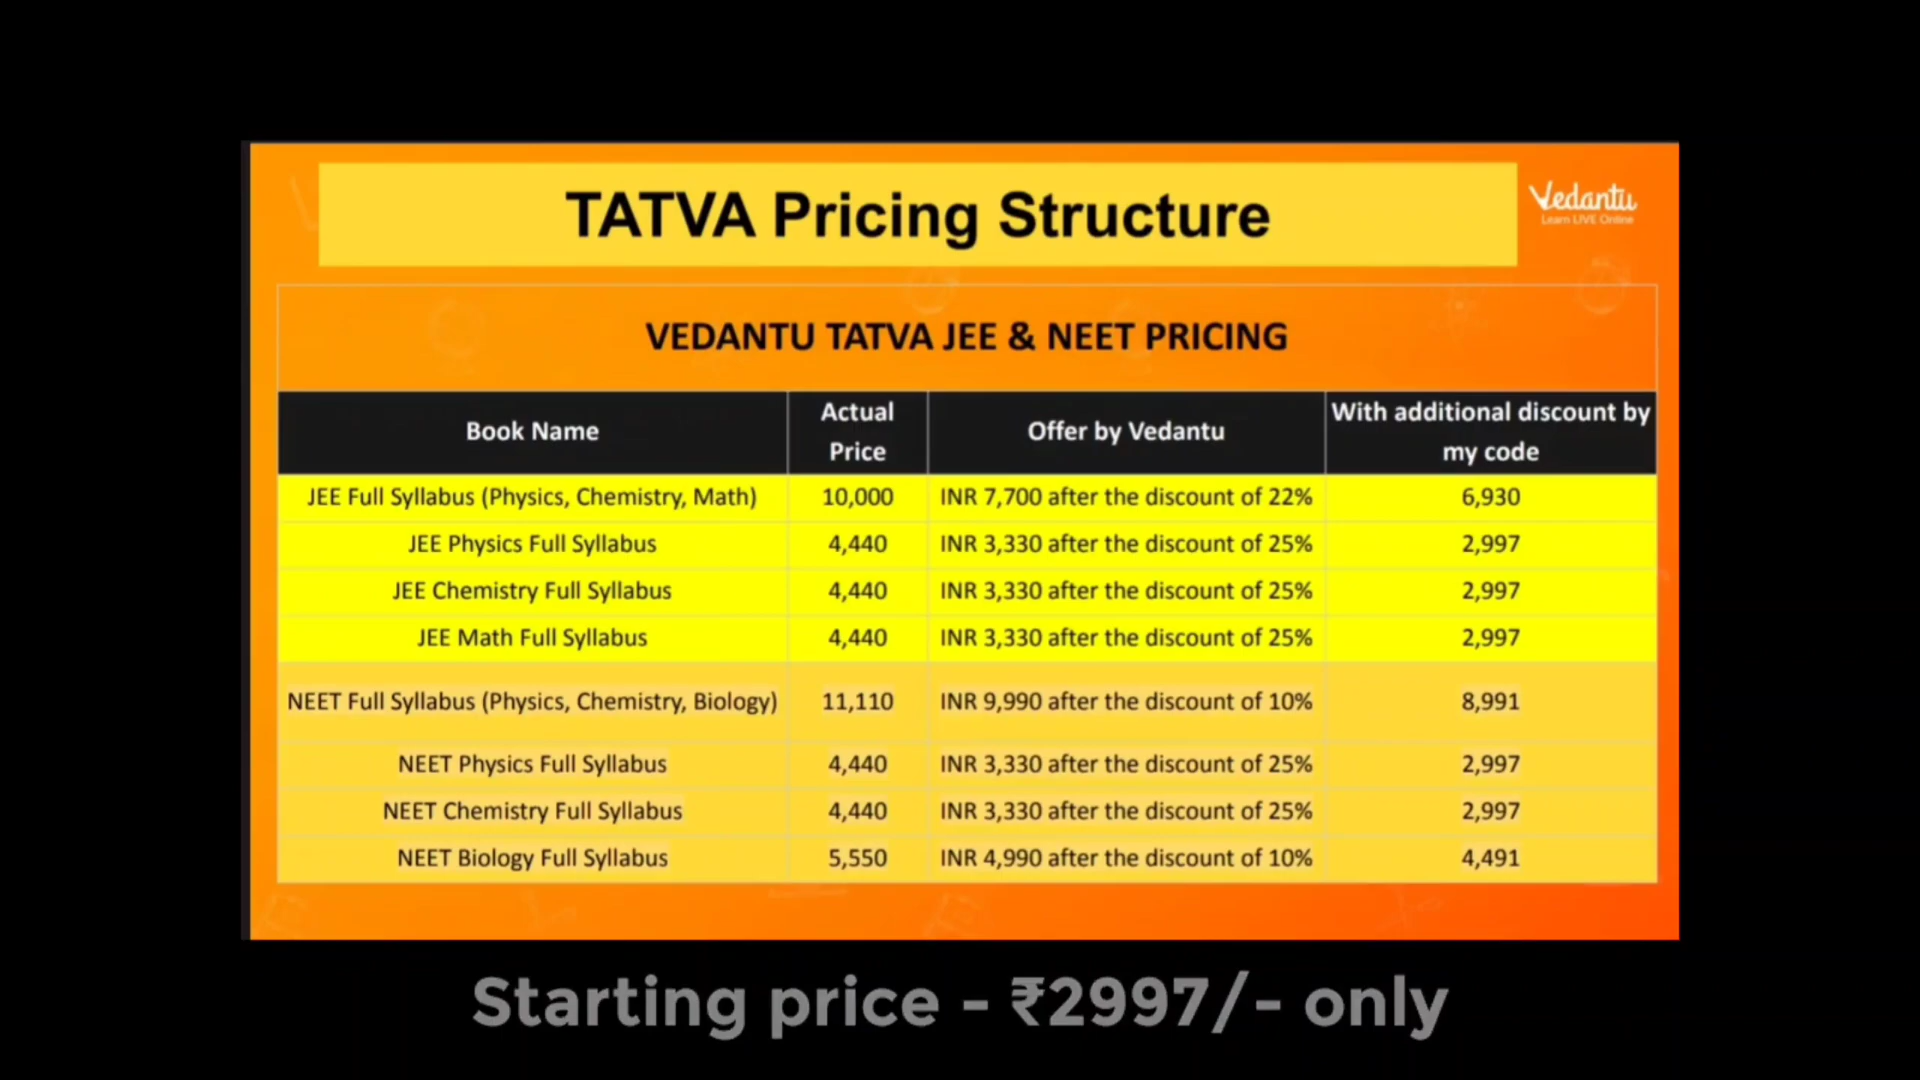 TATVA Pricing Structure
Vedantu
Learn LIVE Online
VEDANTU TATVA JEE & NEET PRICING
Book Name Actual Price Offer by Vedantu With additional discount by my code
JEE Full Syllabus (Physics, Chemistry, Math) 10,000 INR 7,700 after the discount of 22% 6,930
JEE Physics Full Syllabus 4,440 INR 3,330 after the discount of 25% 2,997
JEE Chemistry Full Syllabus 4,440 INR 3,330 after the discount of 25% 2,997
JEE Math Full Syllabus 4,440 INR 3,330 after the discount of 25% 2,997
NEET Full Syllabus (Physics, Chemistry, Biology) 11,110 INR 9,990 after the discount of 10% 8,991
NEET Physics Full Syllabus 4,440 INR 3,330 after the discount of 25% 2,997
NEET Chemistry Full Syllabus 4,440 INR 3,330 after the discount of 25% 2,997
NEET Biology Full Syllabus 5,550 INR 4,990 after the discount of 10% 4,491
Starting price - ₹2997/- only